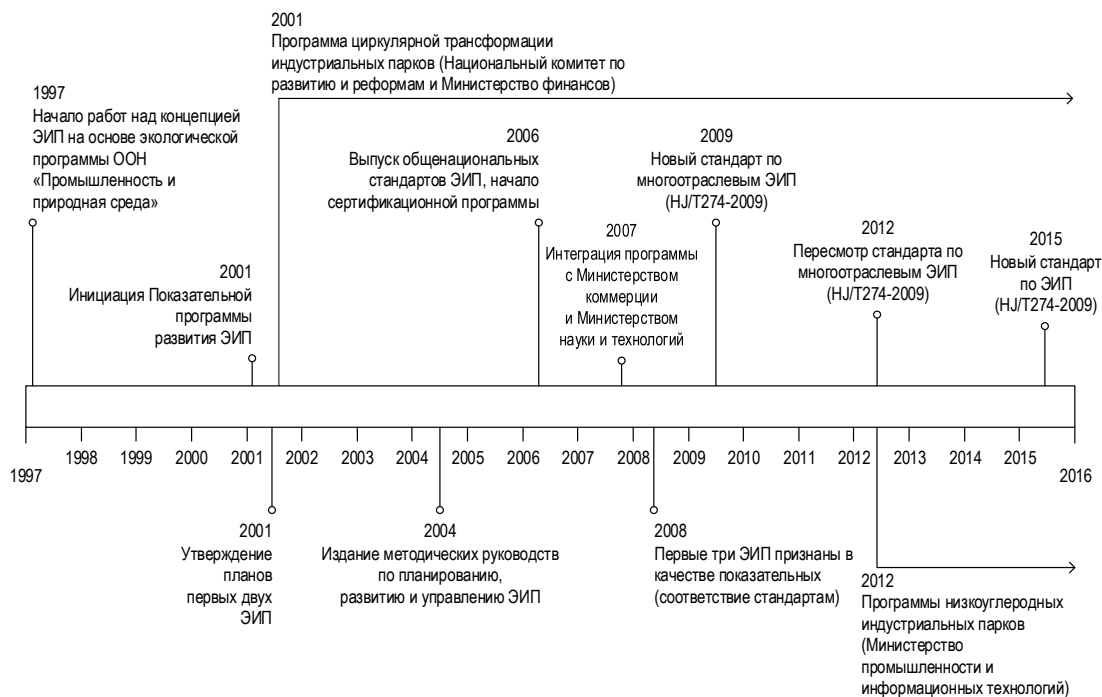 2001
Программа циркулярной трансформации
индустриальных парков (Национальный комитет по
развитию и реформам и Министерство финансов)
1997
Начало работ над концепцией
ЭИП на основе экологической
программы ООН
«Промышленность и
природная среда»
2006
Выпуск общенациональных
стандартов ЭИП, начало
сертификационной программы
2009
Новый стандарт по
многоотраслевым ЭИП
(HJ/T274-2009)
2001
Инициация Показательной
программы
развития ЭИП
2007
Интеграция программы
с Министерством
коммерции
и Министерством
науки и технологий
2012
Пересмотр стандарта по
многоотраслевым ЭИП
(HJ/T274-2009)
2015
Новый стандарт
по ЭИП
(HJ/T274-2009)
1997 1998 1999 2000 2001 2002 2003 2004 2005 2006 2007 2008 2009 2010 2011 2012 2013 2014 2015 2016
2001
Утверждение
планов
первых двух
ЭИП
2004
Издание методических руководств
по планированию,
развитию и управлению ЭИП
2008
Первые три ЭИП признаны в
качестве показательных
(соответствие стандартам)
2012
Программы низкоуглеродных
индустриальных парков
(Министерство
промышленности и
информационных технологий)